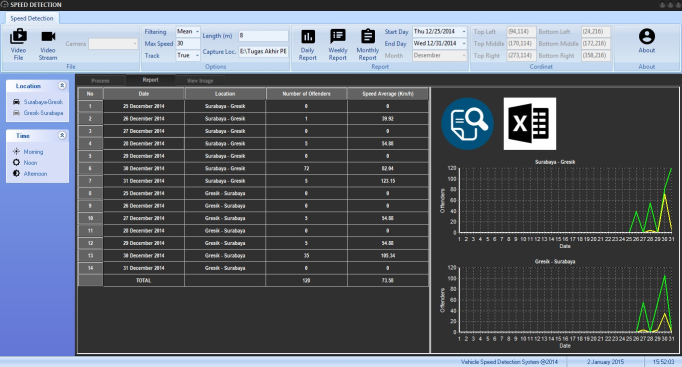 SPEED DETECTION
Speed Detection
Video File
Video Stream
Camera
File
Filtering Mean Length (m) 8
Max Speed 30
Track True Capture Loc. E:\Tugas Akhir PE
Options
Daily Report
Weekly Report
Monthly Report
Start Day Thu 12/25/2014
End Day Wed 12/31/2014
Month December
Report
Top Left (94,114) Bottom Left (24,216)
Top Middle (170,114) Bottom Middle (172,216)
Top Right (273,114) Bottom Right (358,216)
Cordinat
About
About
Location
Surabaya-Gresik
Gresik-Surabaya
Time
Morning
Noon
Afternoon
Process Report View Image
No Date Location Number of Offenders Speed Average (Km/h)
1 25 December 2014 Surabaya - Gresik 0 0
2 26 December 2014 Surabaya - Gresik 1 39.92
3 27 December 2014 Surabaya - Gresik 0 0
4 28 December 2014 Surabaya - Gresik 5 54.88
5 29 December 2014 Surabaya - Gresik 0 0
6 30 December 2014 Surabaya - Gresik 72 82.04
7 31 December 2014 Surabaya - Gresik 5 123.15
8 25 December 2014 Gresik - Surabaya 0 0
9 26 December 2014 Gresik - Surabaya 0 0
10 27 December 2014 Gresik - Surabaya 5 54.88
11 28 December 2014 Gresik - Surabaya 0 0
12 29 December 2014 Gresik - Surabaya 5 54.88
13 30 December 2014 Gresik - Surabaya 35 105.34
14 31 December 2014 Gresik - Surabaya 0 0
TOTAL 128 73.58
X
Surabaya - Gresik
Offenders
120
100
80
60
40
20
0
1 2 3 4 5 6 7 8 9 10 11 12 13 14 15 16 17 18 19 20 21 22 23 24 25 26 27 28 29 30 31
Date
Gresik - Surabaya
Offenders
120
100
80
60
40
20
0
1 2 3 4 5 6 7 8 9 10 11 12 13 14 15 16 17 18 19 20 21 22 23 24 25 26 27 28 29 30 31
Date
Vehicle Speed Detection System @2014 2 January 2015 15:52:03